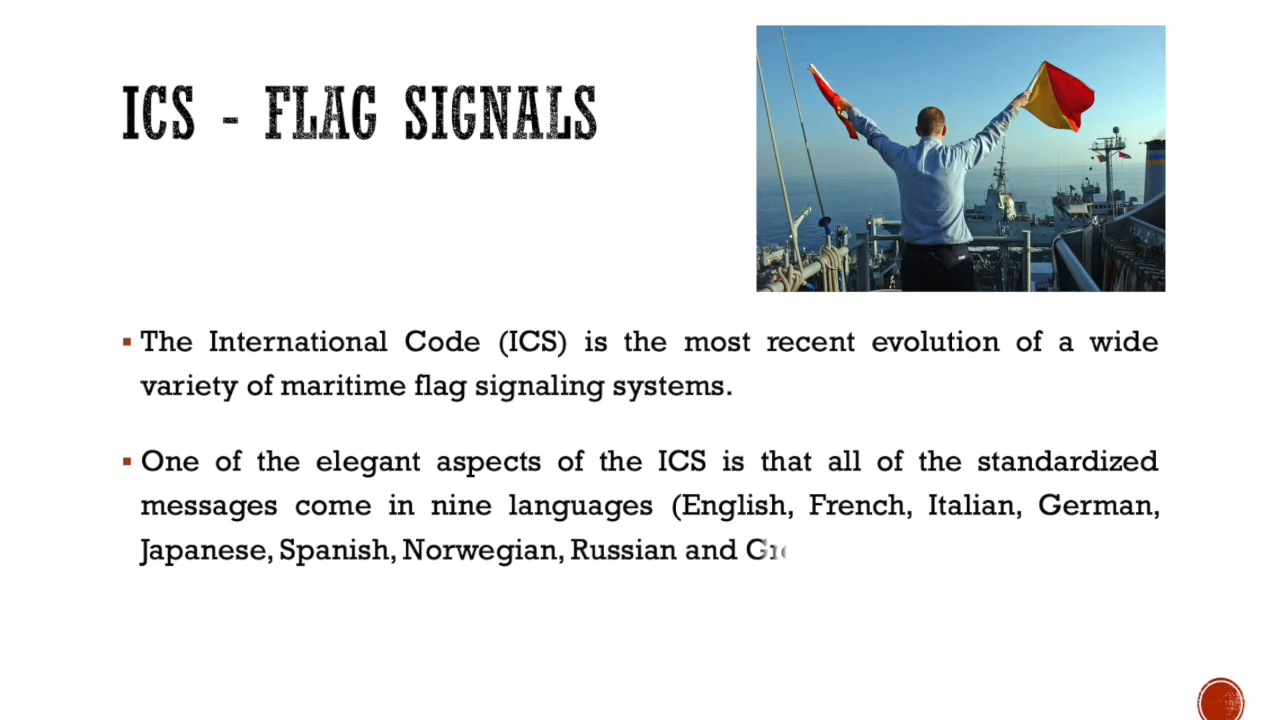 ICS - FLAG SIGNALS
▪ The International Code (ICS) is the most recent evolution of a wide
variety of maritime flag signaling systems.
▪ One of the elegant aspects of the ICS is that all of the standardized
messages come in nine languages (English, French, Italian, German,
Japanese, Spanish, Norwegian, Russian and